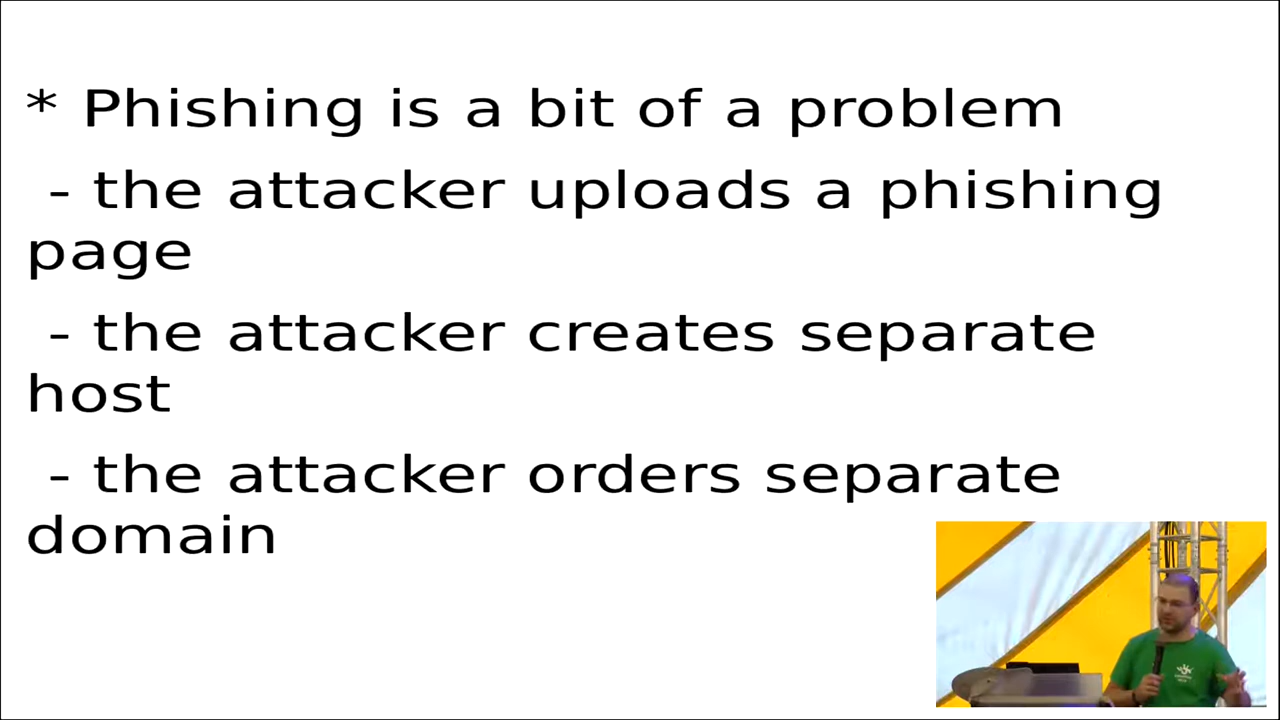 * Phishing is a bit of a problem
- the attacker uploads a phishing
page
- the attacker creates separate
host
- the attacker orders separate
domain